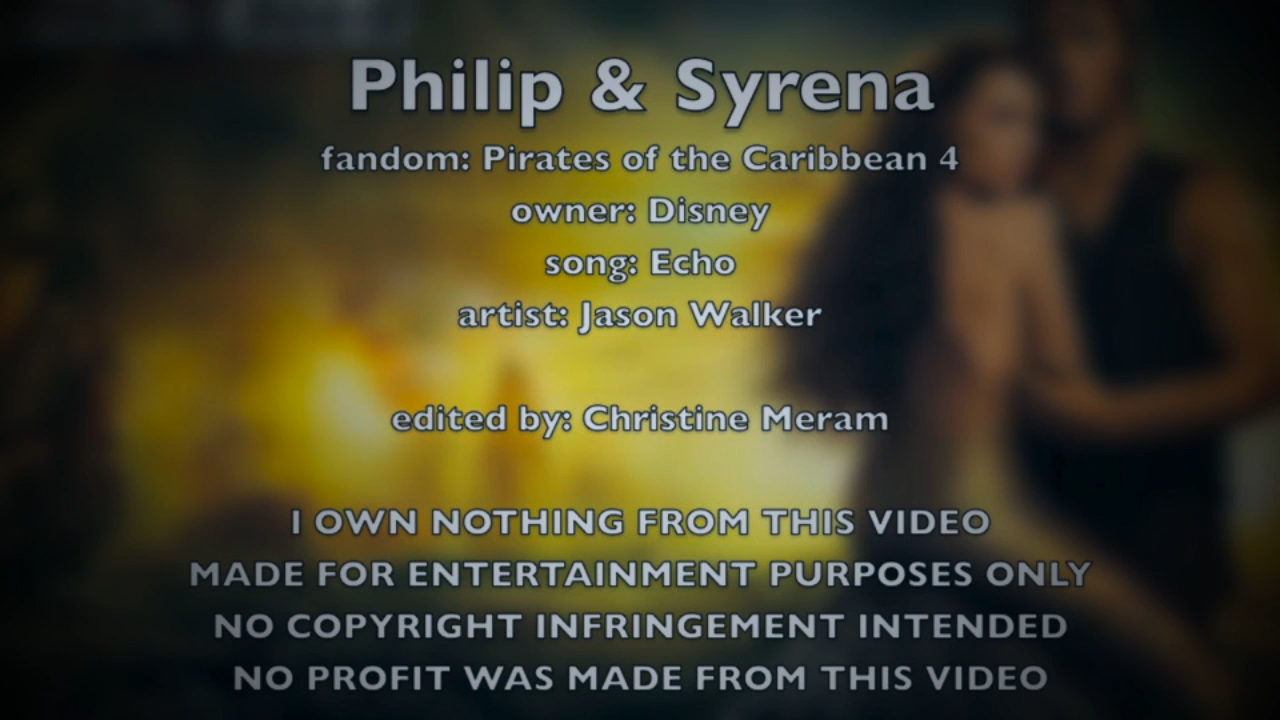 Philip & Syrena
fandom: Pirates of the Caribbean 4
owner: Disney
song: Echo
artist: Jason Walker
edited by: Christine Meram
I OWN NOTHING FROM THIS VIDEO
MADE FOR ENTERTAINMENT PURPOSES ONLY
NO COPYRIGHT INFRINGEMENT INTENDED
NO PROFIT WAS MADE FROM THIS VIDEO